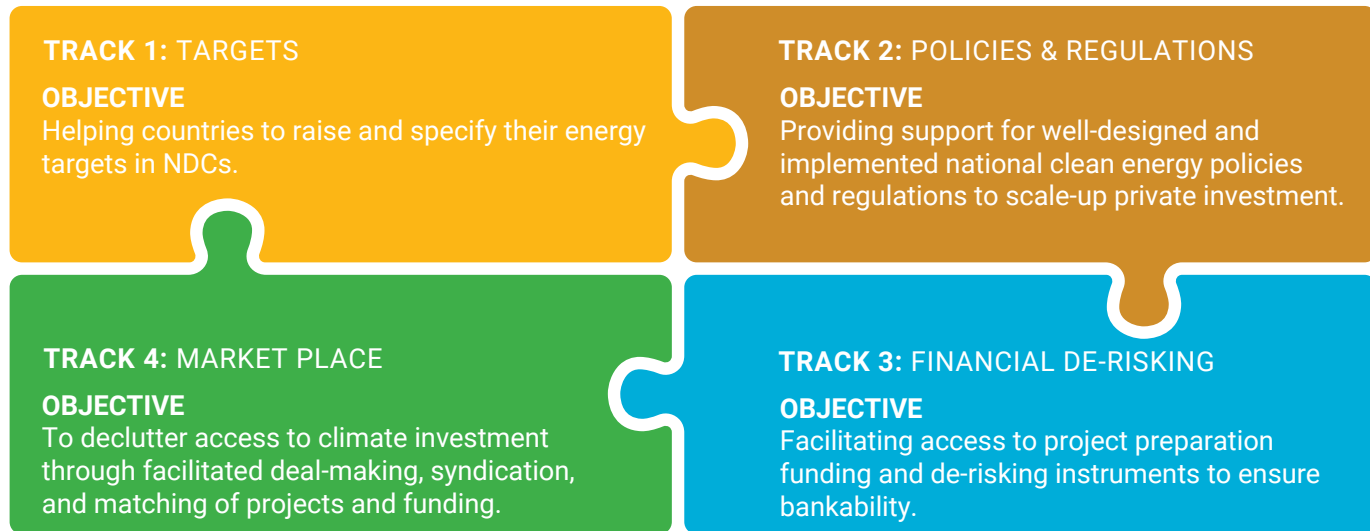 TRACK 1: TARGETS
OBJECTIVE
Helping countries to raise and specify their energy
targets in NDCs.
TRACK 2: POLICIES & REGULATIONS
OBJECTIVE
Providing support for well-designed and
implemented national clean energy policies
and regulations to scale-up private investment.
TRACK 4: MARKET PLACE
OBJECTIVE
To declutter access to climate investment
through facilitated deal-making, syndication,
and matching of projects and funding.
TRACK 3: FINANCIAL DE-RISKING
OBJECTIVE
Facilitating access to project preparation
funding and de-risking instruments to ensure
bankability.